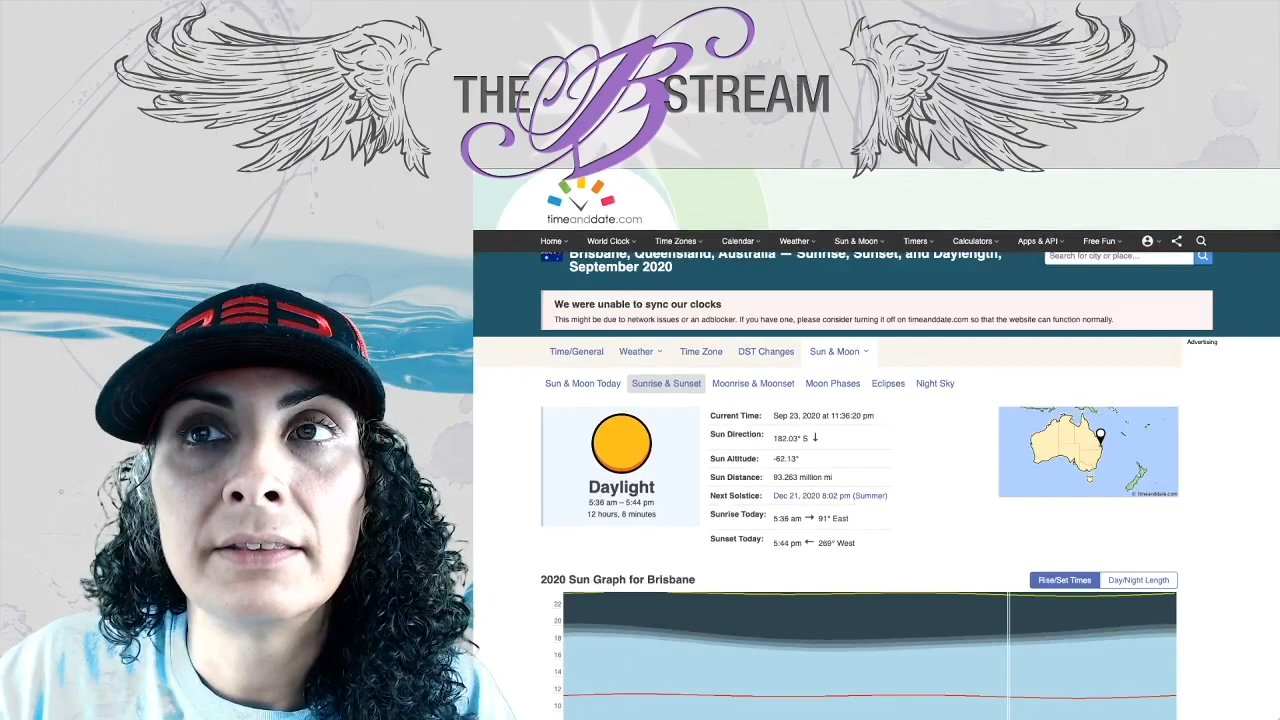 THE B STREAM
timeanddate.com
Home World Clock Time Zones Calendar Weather Sun & Moon Timers Calculators Apps & API Free Fun
Brisbane, Queensland, Australia — Sunrise, Sunset, and Daylength,
September 2020
Search for city or place...
We were unable to sync our clocks
This might be due to network issues or an adblocker. If you have one, please consider turning it off on timeanddate.com so that the website can function normally.
Advertising
Time/General Weather Time Zone DST Changes Sun & Moon
Sun & Moon Today Sunrise & Sunset Moonrise & Moonset Moon Phases Eclipses Night Sky
Daylight
5:36 am – 5:44 pm
12 hours, 8 minutes
Current Time: Sep 23, 2020 at 11:36:20 pm
Sun Direction: 182.03° S ↓
Sun Altitude: -62.13°
Sun Distance: 93.263 million mi
Next Solstice: Dec 21, 2020 8:02 pm (Summer)
Sunrise Today: 5:36 am → 91° East
Sunset Today: 5:44 pm ← 269° West
© timeanddate.com
2020 Sun Graph for Brisbane
Rise/Set Times Day/Night Length
22
20
18
16
14
12
10